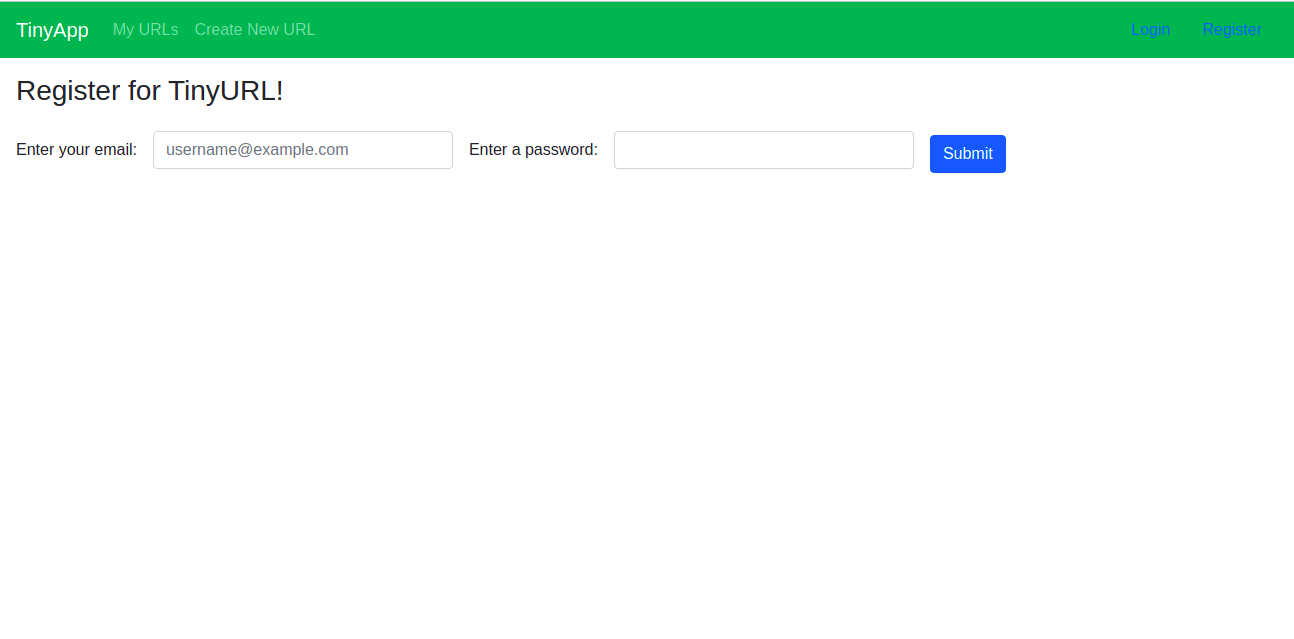 TinyApp My URLs Create New URL Login Register
Register for TinyURL!
Enter your email: username@example.com Enter a password: Submit